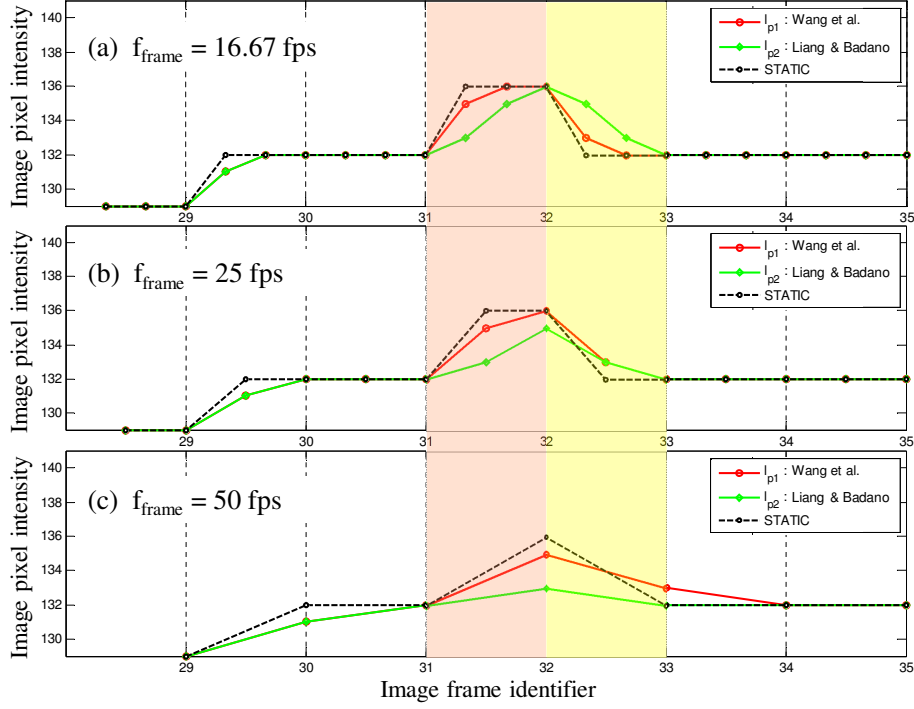 Image pixel intensity
140
138
136
134
132
130
(a) f_frame = 16.67 fps
I_p1 : Wang et al.
I_p2 : Liang & Badano
STATIC
29 30 31 32 33 34 35
Image pixel intensity
140
138
136
134
132
130
(b) f_frame = 25 fps
I_p1 : Wang et al.
I_p2 : Liang & Badano
STATIC
29 30 31 32 33 34 35
Image pixel intensity
140
138
136
134
132
130
(c) f_frame = 50 fps
I_p1 : Wang et al.
I_p2 : Liang & Badano
STATIC
29 30 31 32 33 34 35
Image frame identifier